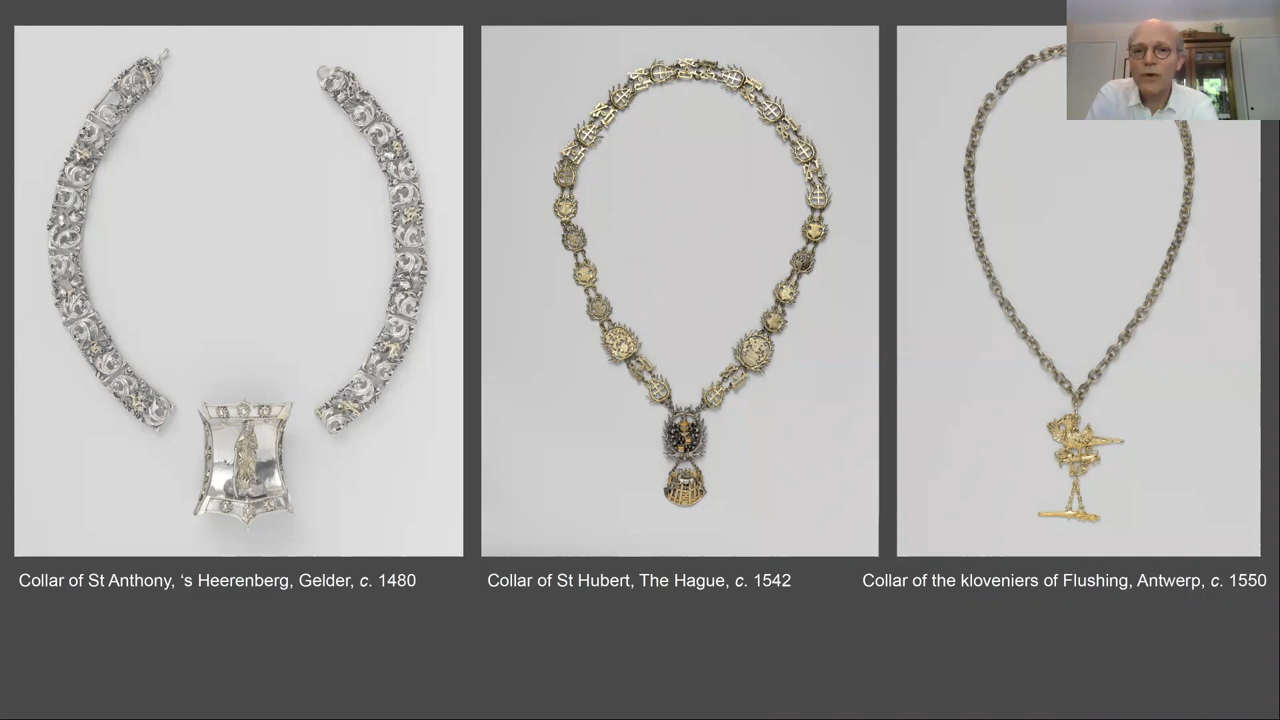 Collar of St Anthony, ‘s Heerenberg, Gelder, c. 1480
Collar of St Hubert, The Hague, c. 1542
Collar of the kloveniers of Flushing, Antwerp, c. 1550